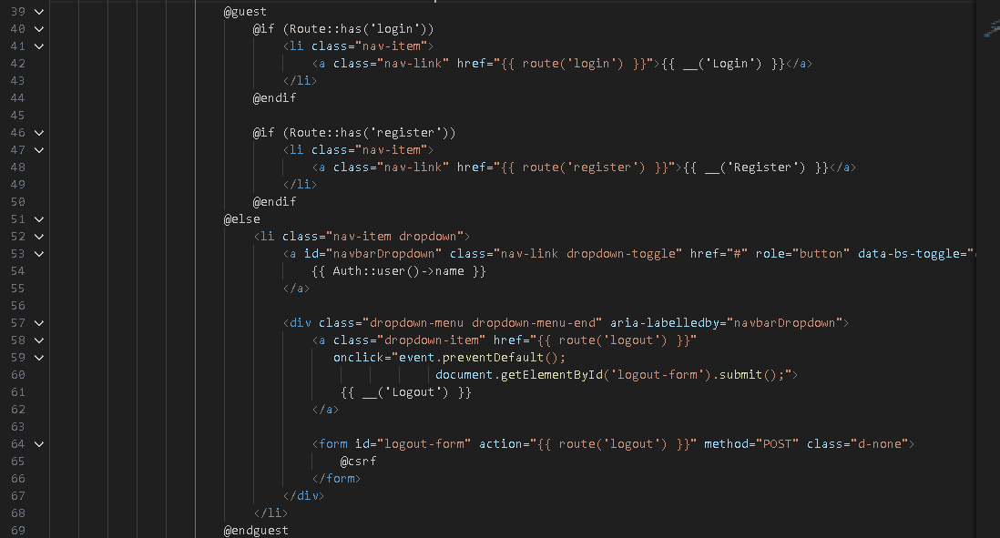 39 @guest
40 @if (Route::has('login'))
41 <li class="nav-item">
42 <a class="nav-link" href="{{ route('login') }}">{{ __('Login') }}</a>
43 </li>
44 @endif
45
46 @if (Route::has('register'))
47 <li class="nav-item">
48 <a class="nav-link" href="{{ route('register') }}">{{ __('Register') }}</a>
49 </li>
50 @endif
51 @else
52 <li class="nav-item dropdown">
53 <a id="navbarDropdown" class="nav-link dropdown-toggle" href="#" role="button" data-bs-toggle="
54 {{ Auth::user()->name }}
55 </a>
56
57 <div class="dropdown-menu dropdown-menu-end" aria-labelledby="navbarDropdown">
58 <a class="dropdown-item" href="{{ route('logout') }}"
59 onclick="event.preventDefault();
60 document.getElementById('logout-form').submit();">
61 {{ __('Logout') }}
62 </a>
63
64 <form id="logout-form" action="{{ route('logout') }}" method="POST" class="d-none">
65 @csrf
66 </form>
67 </div>
68 </li>
69 @endguest